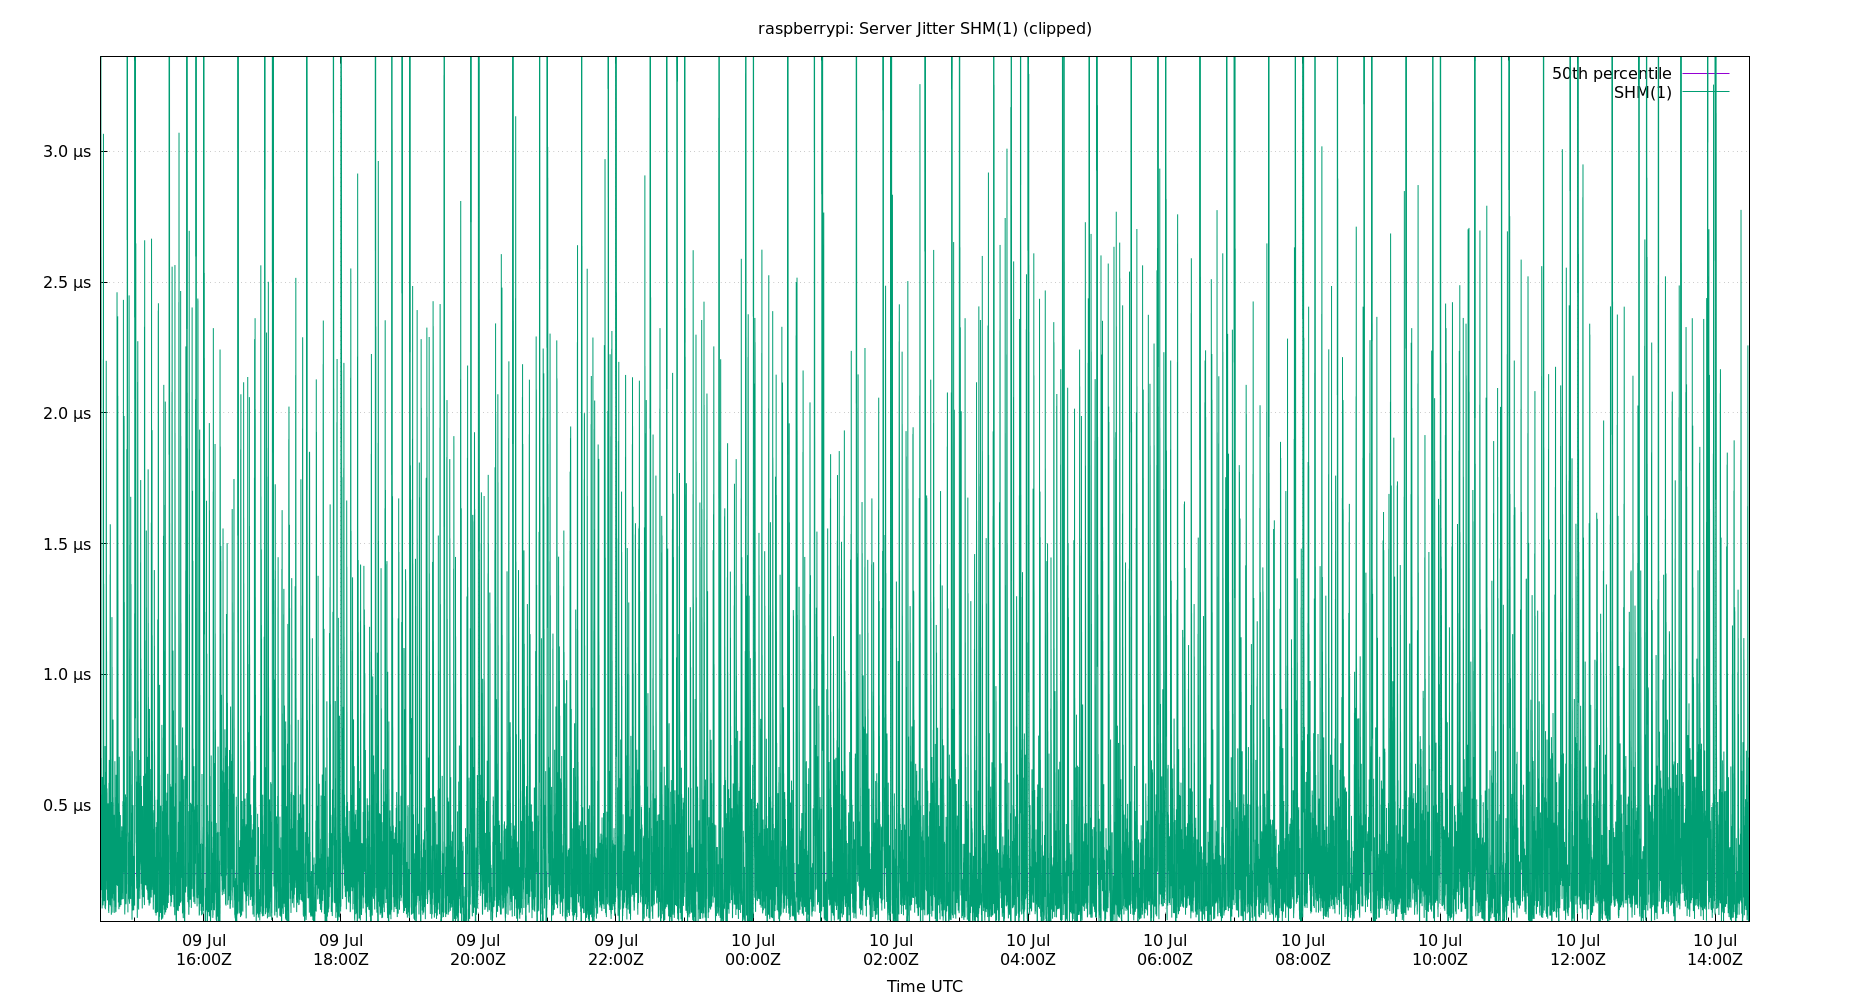 raspberrypi: Server Jitter SHM(1) (clipped)
50th percentile
SHM(1)
3.0 µs
2.5 µs
2.0 µs
1.5 µs
1.0 µs
0.5 µs
09 Jul 09 Jul 09 Jul 09 Jul 10 Jul 10 Jul 10 Jul 10 Jul 10 Jul 10 Jul 10 Jul 10 Jul
16:00Z 18:00Z 20:00Z 22:00Z 00:00Z 02:00Z 04:00Z 06:00Z 08:00Z 10:00Z 12:00Z 14:00Z
Time UTC